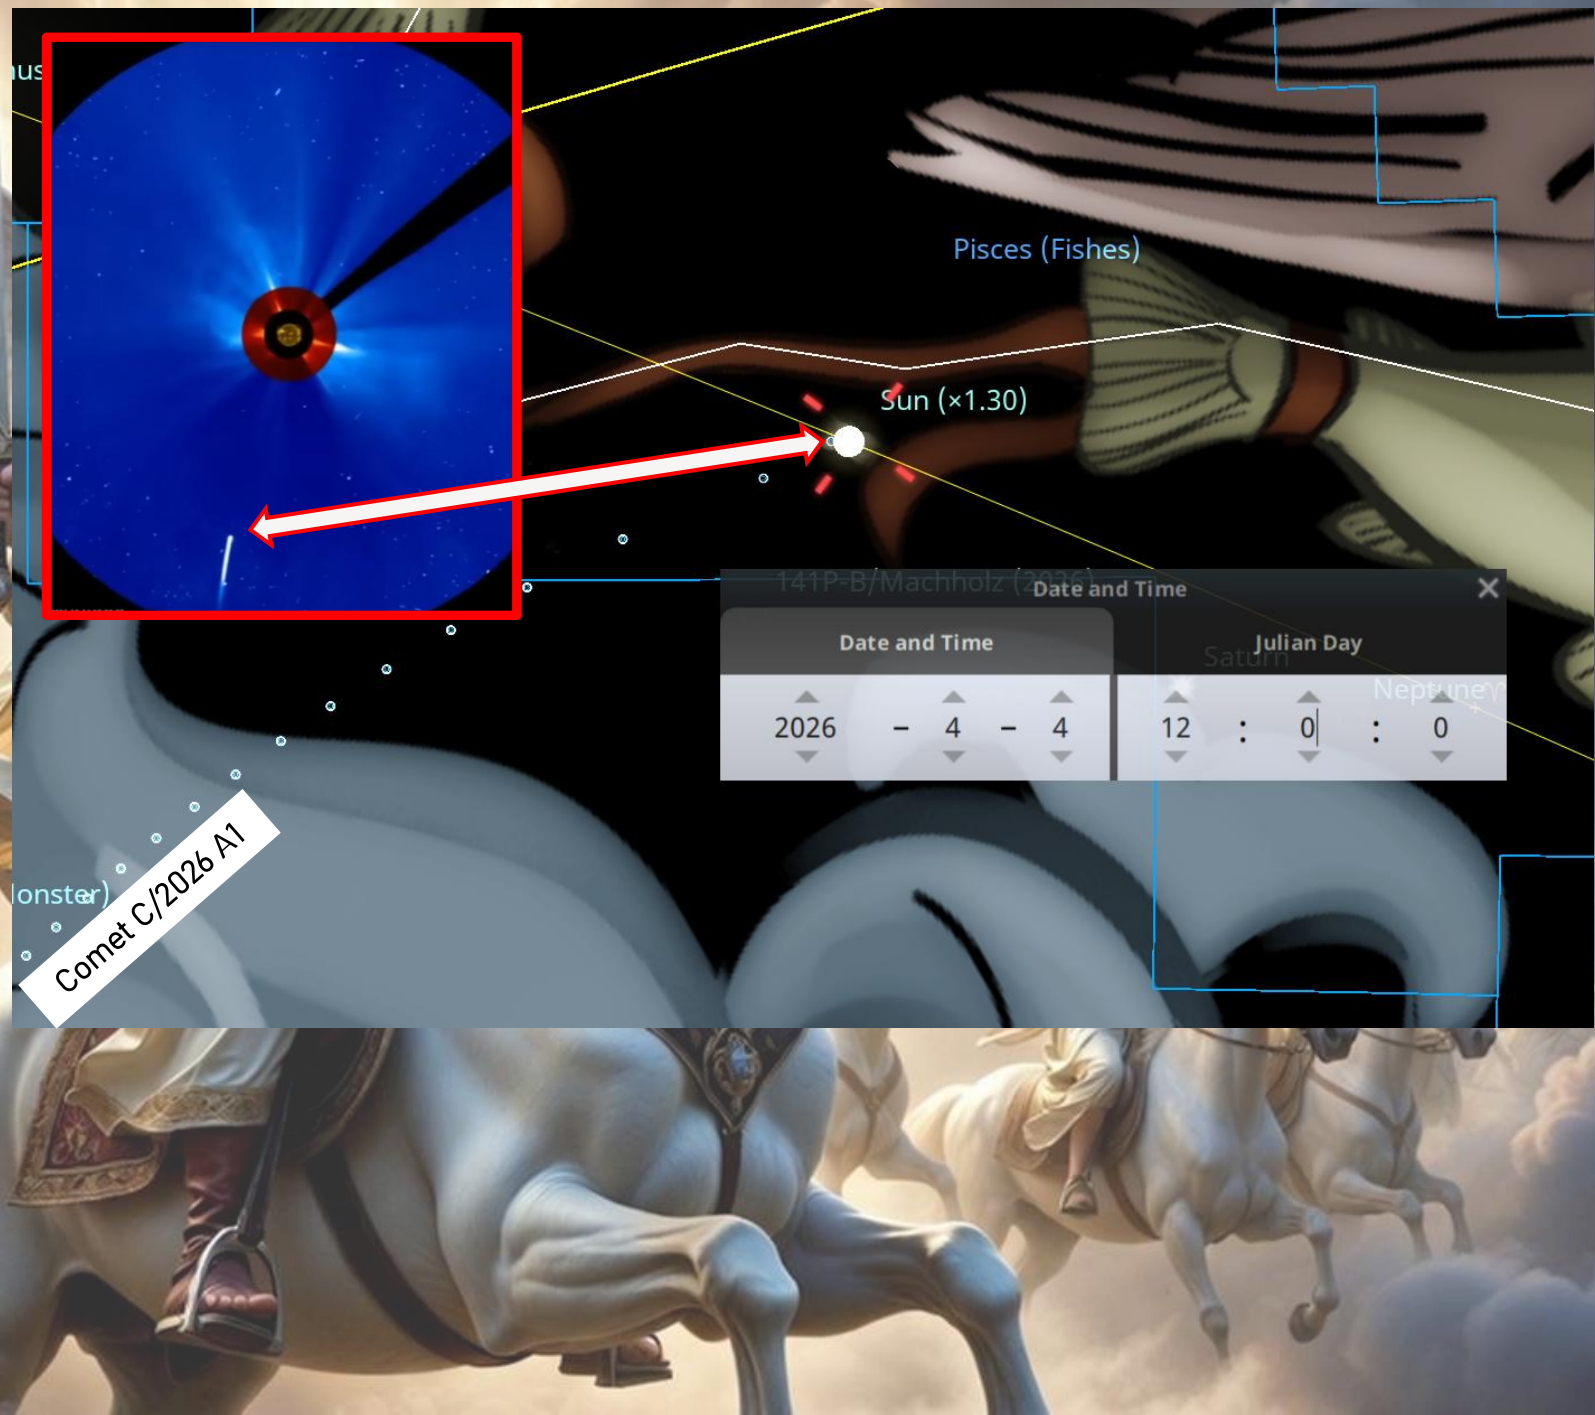 us
Pisces (Fishes)
Sun (×1.30)
141P-B/Machholz (2026)
Date and Time
Date and Time
Julian Day
Saturn
Neptune
2026 - 4 - 4 12 : 0 : 0
onster)
Comet C/2026 A1